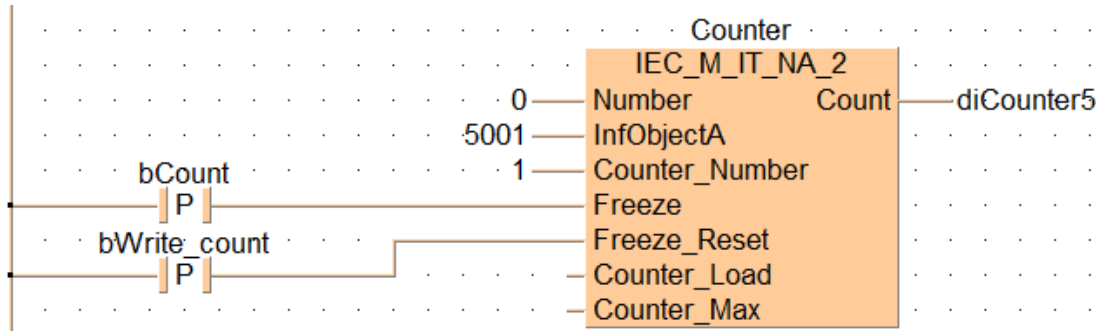 Counter
IEC_M_IT_NA_2
0 Number Count diCounter5
5001 InfObjectA
1 Counter_Number
bCount
P Freeze
bWrite_count Freeze_Reset
P Counter_Load
Counter_Max